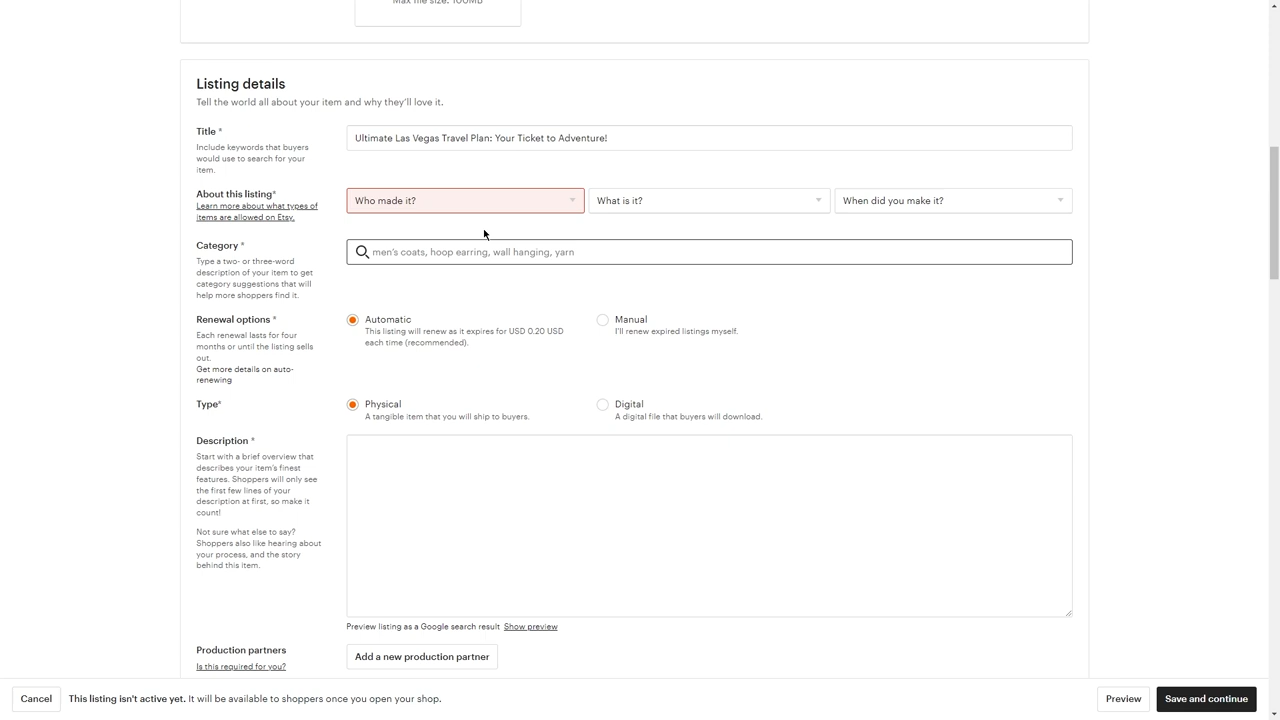 Max file size: 100MB
Listing details
Tell the world all about your item and why they'll love it.
Title *
Include keywords that buyers
would use to search for your
item.
Ultimate Las Vegas Travel Plan: Your Ticket to Adventure!
About this listing*
Learn more about what types of
items are allowed on Etsy.
Who made it?
What is it?
When did you make it?
Category *
Type a two- or three-word
description of your item to get
category suggestions that will
help more shoppers find it.
men's coats, hoop earring, wall hanging, yarn
Renewal options *
Each renewal lasts for four
months or until the listing sells
out.
Get more details on auto-
renewing
Automatic
This listing will renew as it expires for USD 0.20 USD
each time (recommended).
Manual
I'll renew expired listings myself.
Type*
Physical
A tangible item that you will ship to buyers.
Digital
A digital file that buyers will download.
Description *
Start with a brief overview that
describes your item's finest
features. Shoppers will only see
the first few lines of your
description at first, so make it
count!
Not sure what else to say?
Shoppers also like hearing about
your process, and the story
behind this item.
Preview listing as a Google search result Show preview
Production partners
Is this required for you?
Add a new production partner
Cancel
This listing isn't active yet. It will be available to shoppers once you open your shop.
Preview
Save and continue